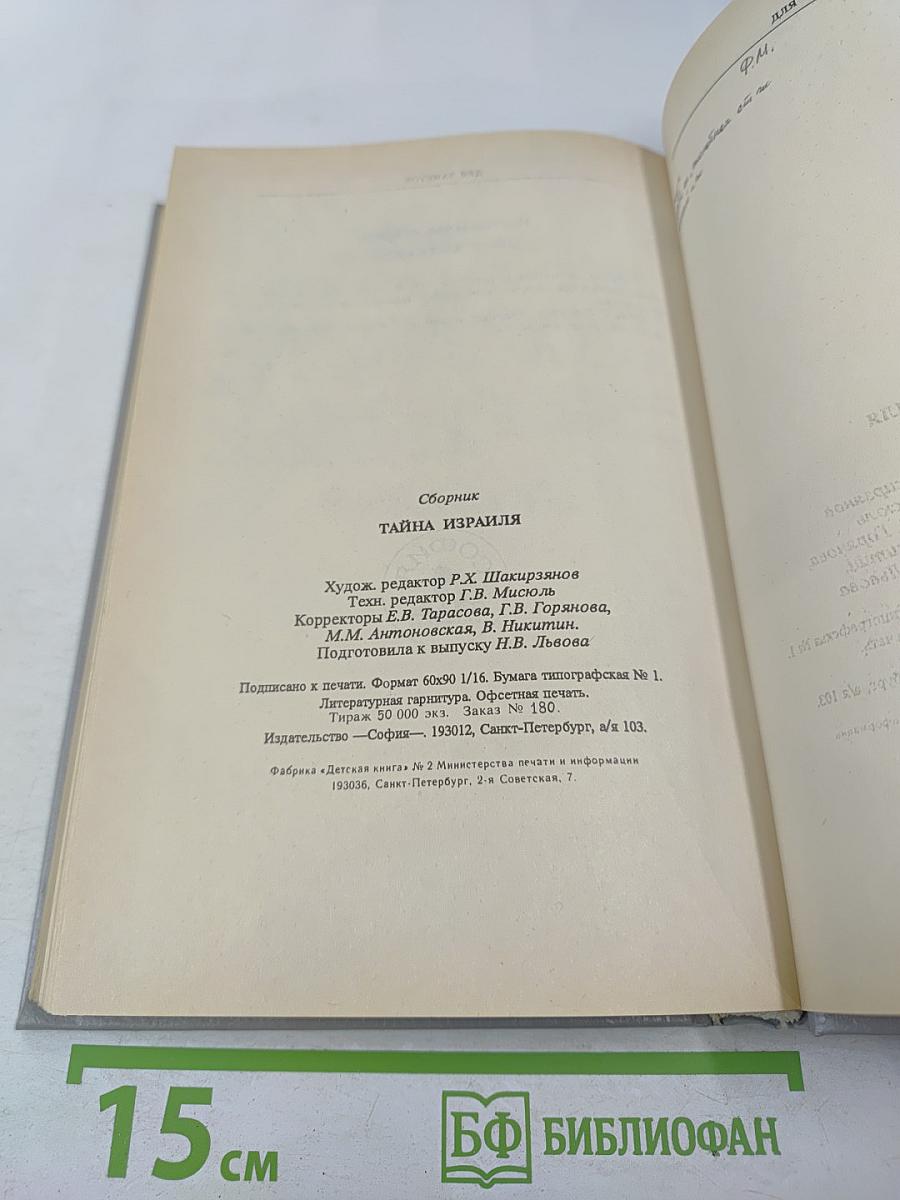 для
Ф.М.
Сборник
ТАЙНА ИЗРАИЛЯ
Худож. редактор Р.Х. Шакирзянов
Техн. редактор Г.В. Мисюль
Корректоры Е.В. Тарасова, Г.В. Горянова,
М.М. Антоновская, В. Никитин.
Подготовила к выпуску Н.В. Львова
Подписано к печати. Формат 60х90 1/16. Бумага типографская № 1.
Литературная гарнитура. Офсетная печать.
Тираж 50 000 экз. Заказ № 180.
Издательство —София—. 193012, Санкт-Петербург, а/я 103.
Фабрика «Детская книга» № 2 Министерства печати и информации
193036, Санкт-Петербург, 2-я Советская, 7.
15 см
БФ БИБЛИОФАН